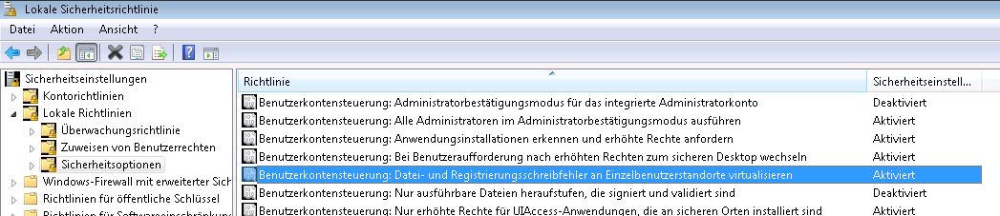 Lokale Sicherheitsrichtlinie
Datei Aktion Ansicht ?
Sicherheitseinstellungen
Kontorichtlinien
Lokale Richtlinien
Überwachungsrichtlinie
Zuweisen von Benutzerrechten
Sicherheitsoptionen
Windows-Firewall mit erweiterter Sich
Richtlinien für öffentliche Schlüssel
Richtlinien für Softwareeinschränkun
Richtlinie Sicherheitseinstell...
Benutzerkontensteuerung: Administratorbestätigungsmodus für das integrierte Administratorkonto Deaktiviert
Benutzerkontensteuerung: Alle Administratoren im Administratorbestätigungsmodus ausführen Aktiviert
Benutzerkontensteuerung: Anwendungsinstallationen erkennen und erhöhte Rechte anfordern Aktiviert
Benutzerkontensteuerung: Bei Benutzeraufforderung nach erhöhten Rechten zum sicheren Desktop wechseln Aktiviert
Benutzerkontensteuerung: Datei- und Registrierungsschreibfehler an Einzelbenutzerstandorte virtualisieren Aktiviert
Benutzerkontensteuerung: Nur ausführbare Dateien heraufstufen, die signiert und validiert sind Deaktiviert
Benutzerkontensteuerung: Nur erhöhte Rechte für UIAccess-Anwendungen, die an sicheren Orten installiert sind Aktiviert